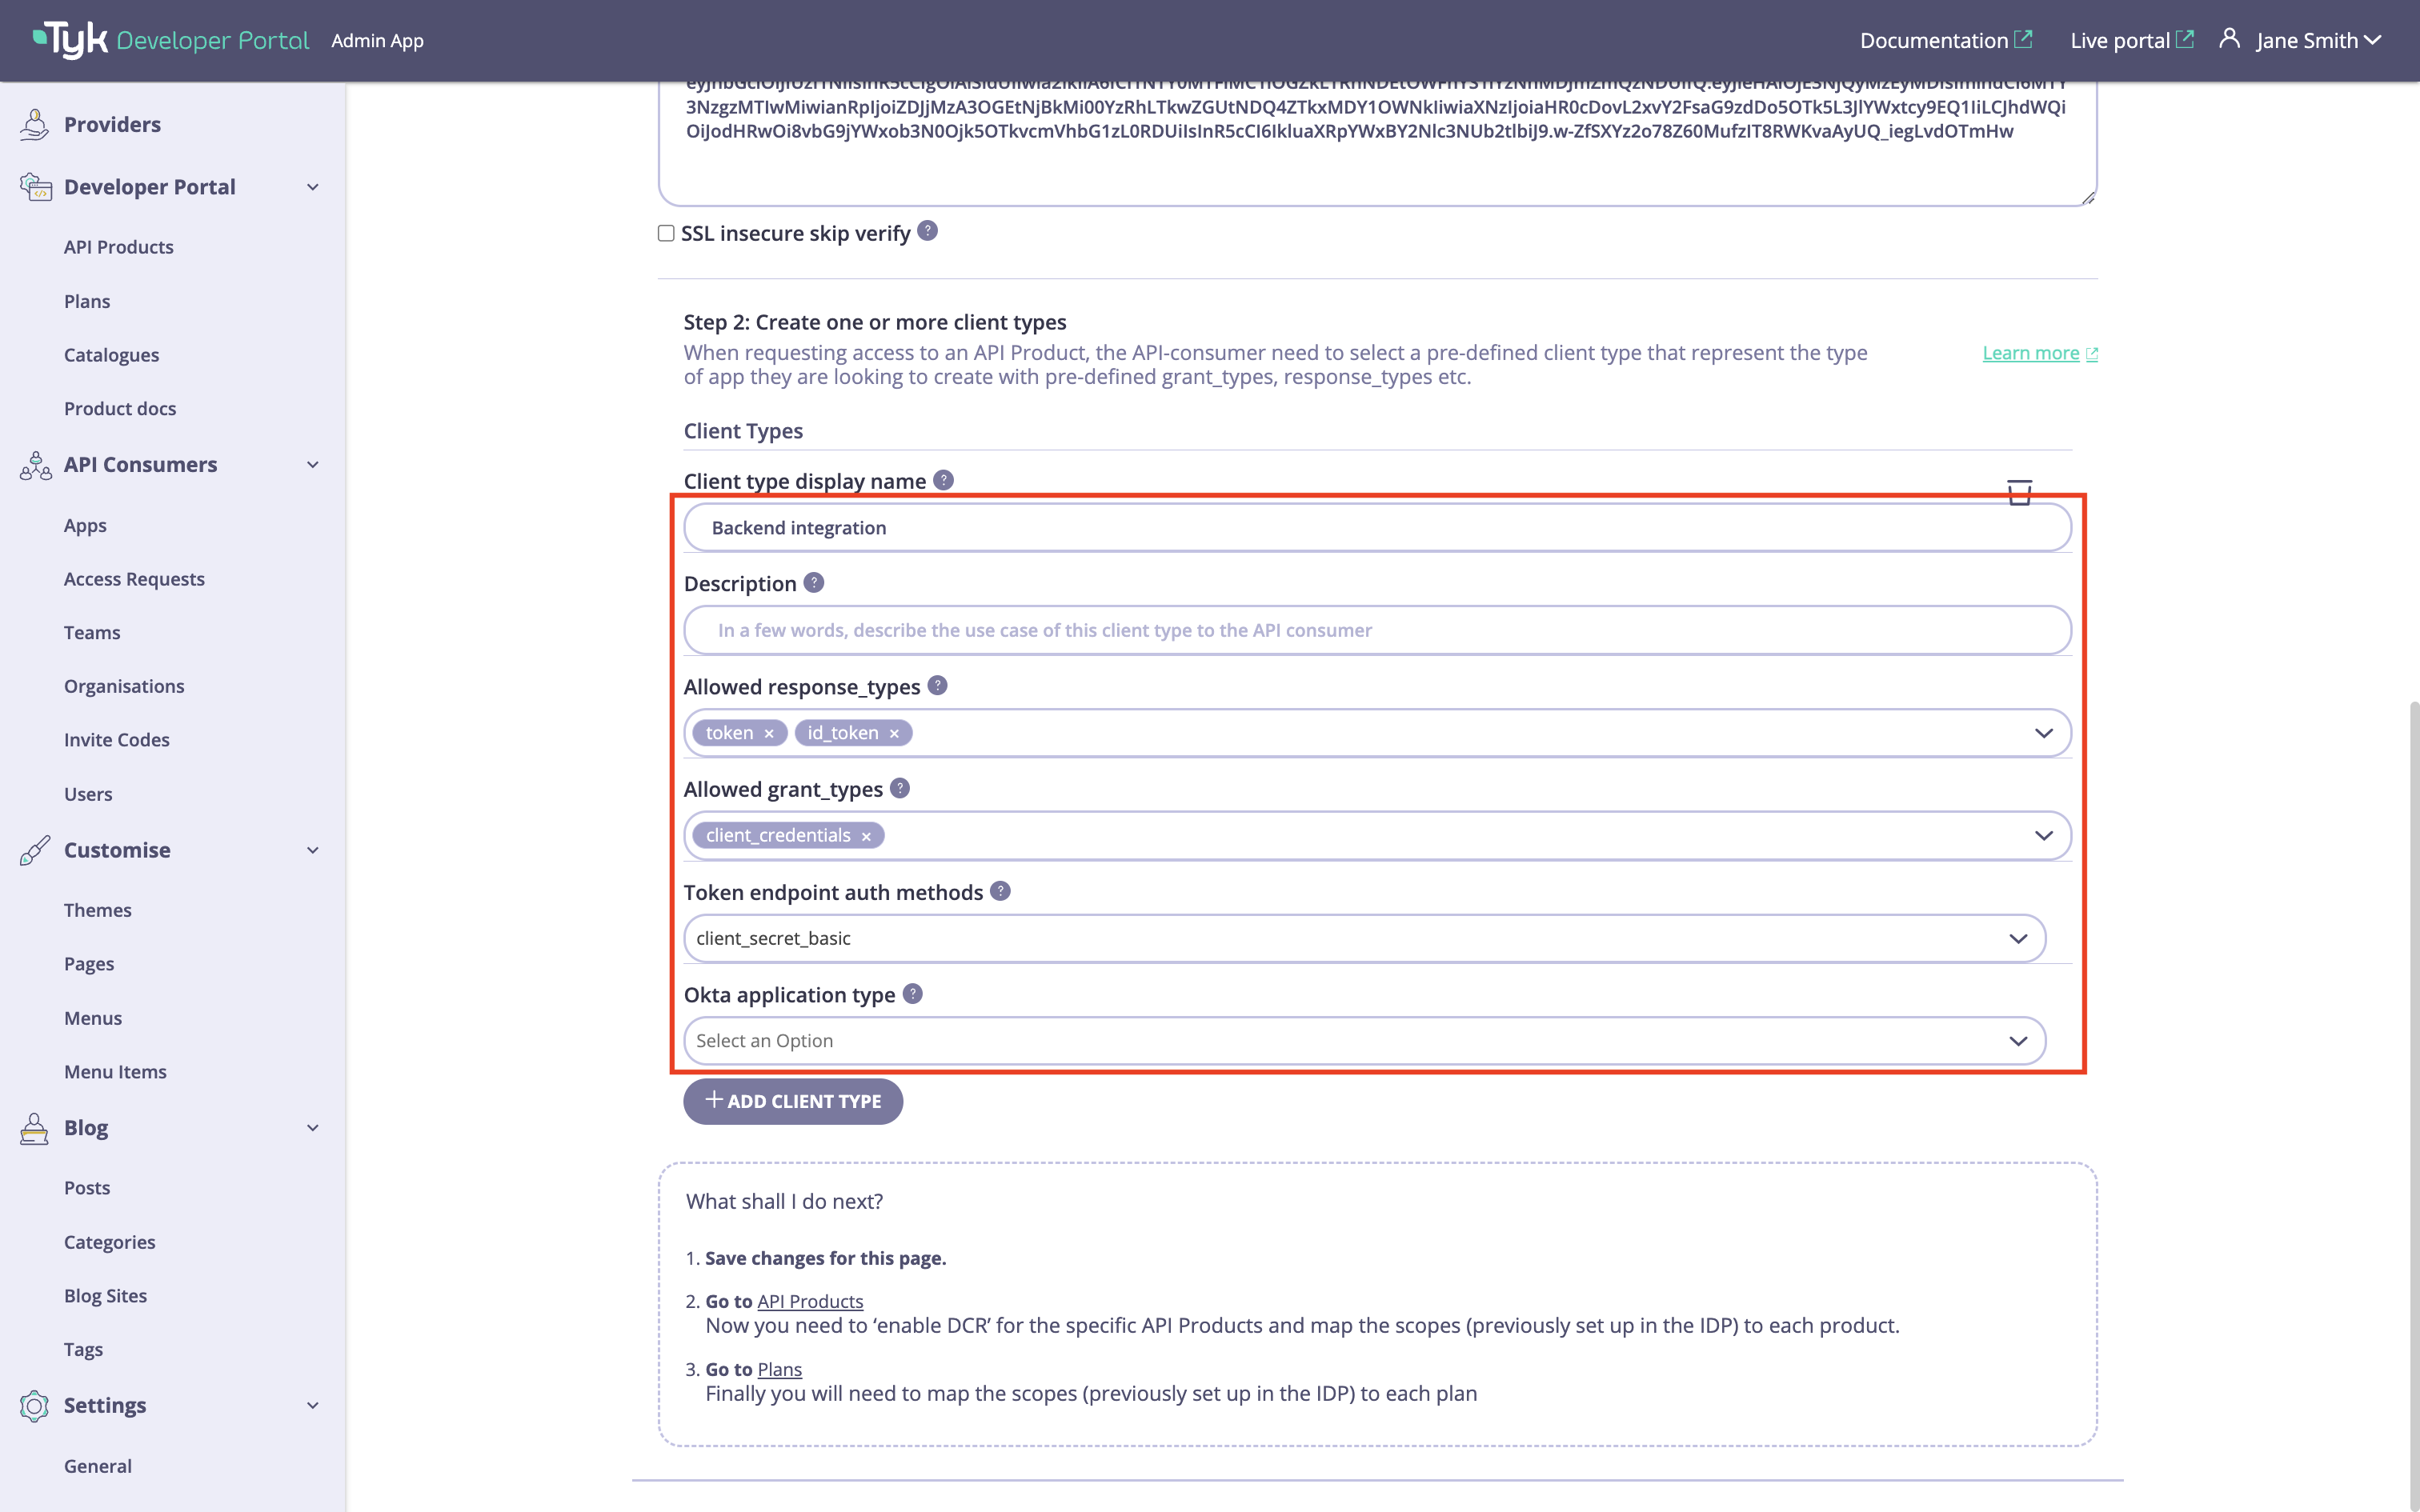 Tyk Developer Portal Admin App
Documentation
Live portal
Jane Smith
Providers
Developer Portal
API Products
Plans
Catalogues
Product docs
API Consumers
Apps
Access Requests
Teams
Organisations
Invite Codes
Users
Customise
Themes
Pages
Menus
Menu Items
Blog
Posts
Categories
Blog Sites
Tags
Settings
General
SSL insecure skip verify ?
Step 2: Create one or more client types
When requesting access to an API Product, the API-consumer need to select a pre-defined client type that represent the type
of app they are looking to create with pre-defined grant_types, response_types etc.
Learn more
Client Types
Client type display name ?
Backend integration
Description ?
In a few words, describe the use case of this client type to the API consumer
Allowed response_types ?
token × id_token ×
Allowed grant_types ?
client_credentials ×
Token endpoint auth methods ?
client_secret_basic
Okta application type ?
Select an Option
+ ADD CLIENT TYPE
What shall I do next?
1. Save changes for this page.
2. Go to API Products
Now you need to ‘enable DCR’ for the specific API Products and map the scopes (previously set up in the IDP) to each product.
3. Go to Plans
Finally you will need to map the scopes (previously set up in the IDP) to each plan